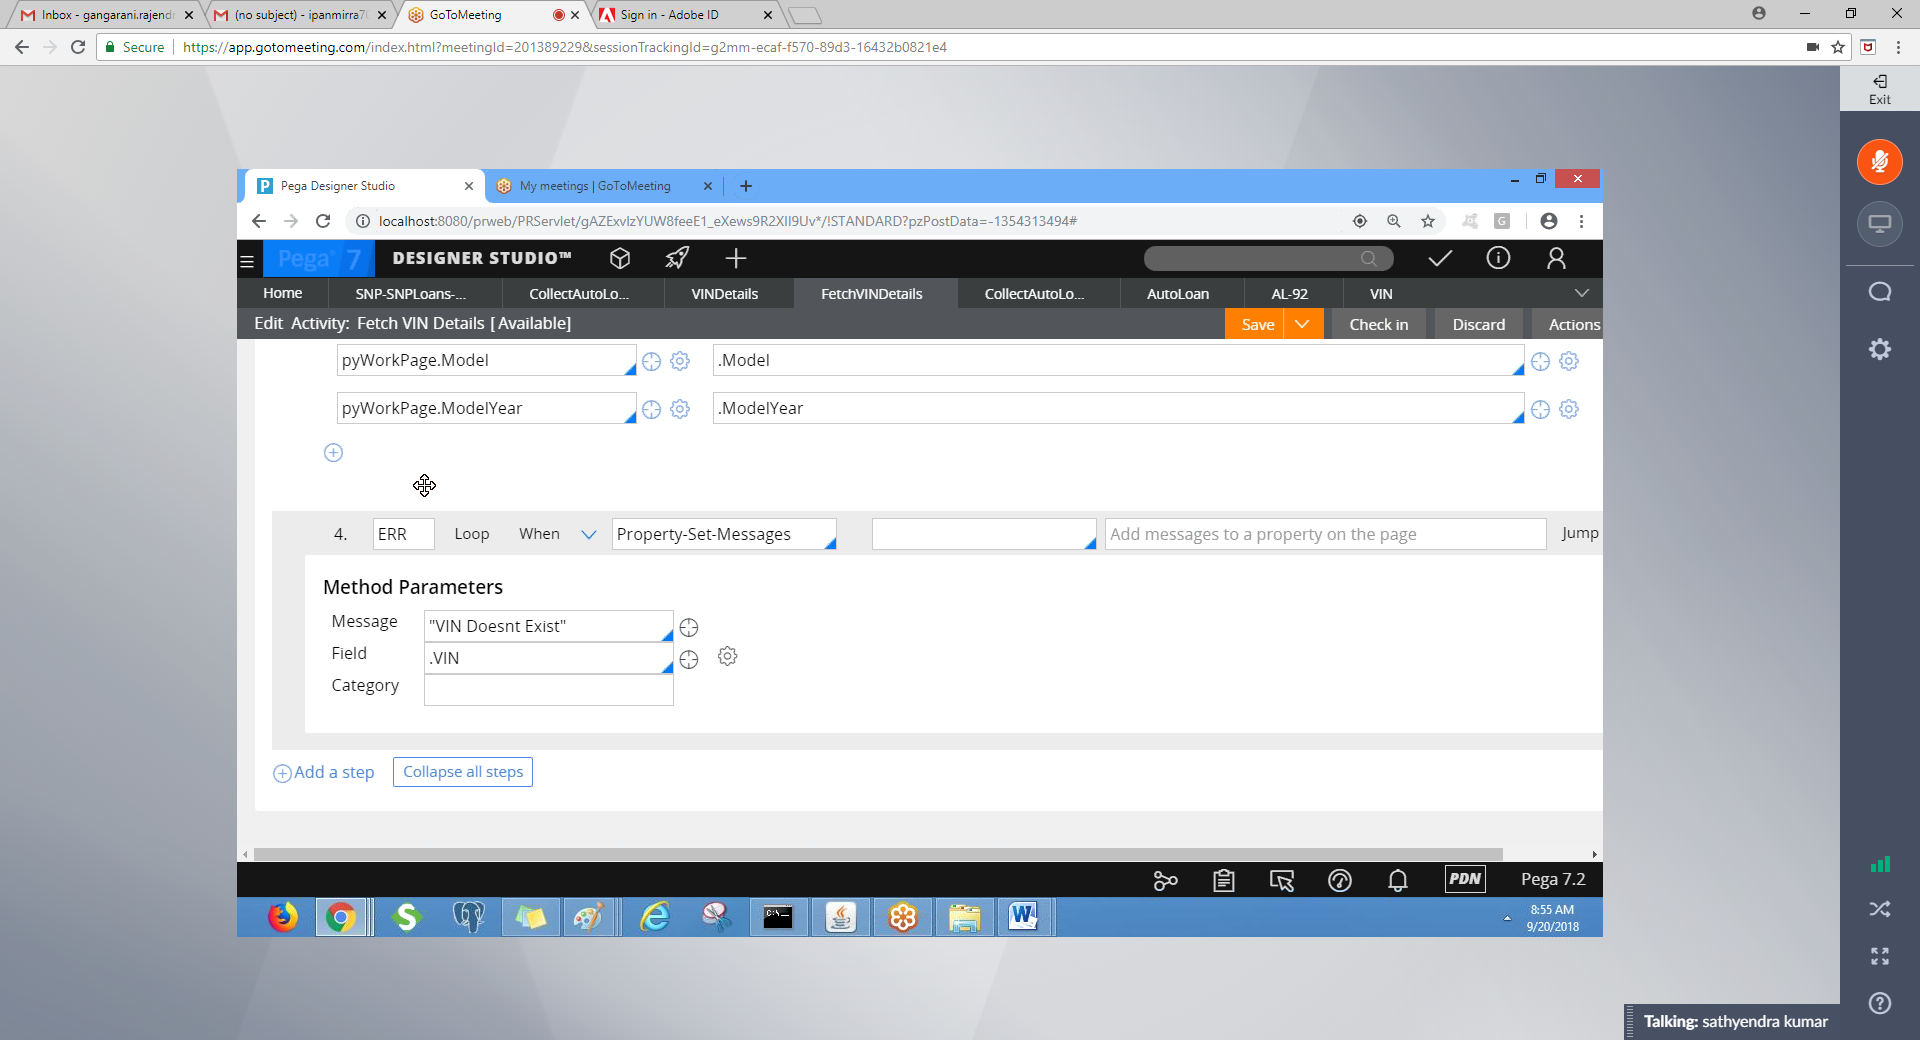 Inbox - gangarani.rajend
(no subject) - ipanmirra7
GoToMeeting
Sign in - Adobe ID
Secure
https://app.gotomeeting.com/index.html?meetingId=201389229&sessionTrackingId=g2mm-ecaf-f570-89d3-16432b0821e4
Exit
Pega Designer Studio
My meetings | GoToMeeting
localhost:8080/prweb/PRServlet/gAZExvlzYUW8feeE1_eXews9R2XII9Uv*/!STANDARD?pzPostData=-1354313494#
Pega 7
DESIGNER STUDIO™
Home
SNP-SNPLoans-...
CollectAutoLo...
VINDetails
FetchVINDetails
CollectAutoLo...
AutoLoan
AL-92
VIN
Edit Activity: Fetch VIN Details [Available]
Save
Check in
Discard
Actions
pyWorkPage.Model
.Model
pyWorkPage.ModelYear
.ModelYear
4.
ERR
Loop
When
Property-Set-Messages
Add messages to a property on the page
Jump
Method Parameters
Message
"VIN Doesnt Exist"
Field
.VIN
Category
Add a step
Collapse all steps
PDN
Pega 7.2
8:55 AM
9/20/2018
Talking: sathyendra kumar